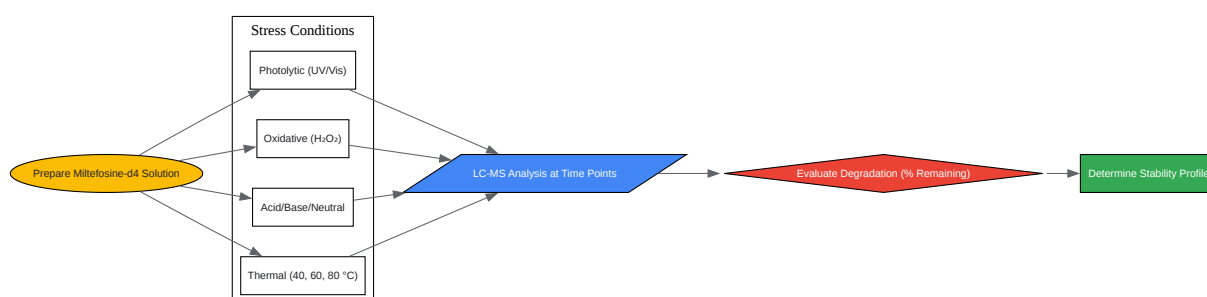 Stress Conditions
Photolytic (UV/Vis)
Oxidative (H₂O₂)
Prepare Miltefosine-d4 Solution
LC-MS Analysis at Time Points
Evaluate Degradation (% Remaining)
Determine Stability Profile
Acid/Base/Neutral
Thermal (40, 60, 80 °C)